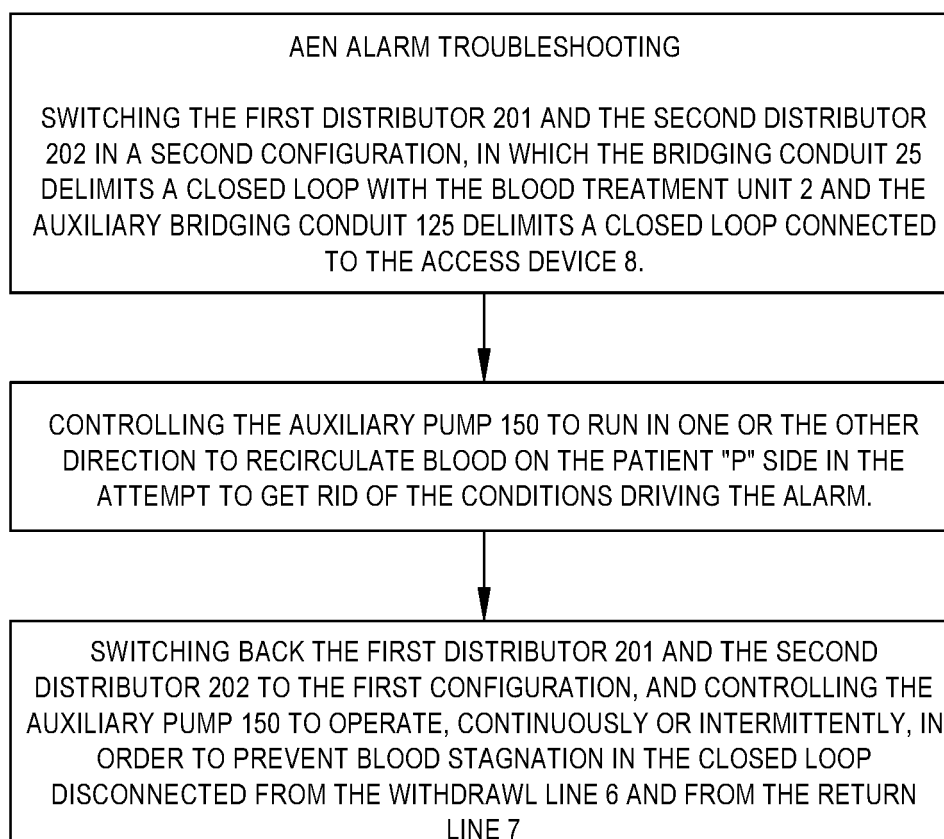 AEN ALARM TROUBLESHOOTING
SWITCHING THE FIRST DISTRIBUTOR 201 AND THE SECOND DISTRIBUTOR
202 IN A SECOND CONFIGURATION, IN WHICH THE BRIDGING CONDUIT 25
DELIMITS A CLOSED LOOP WITH THE BLOOD TREATMENT UNIT 2 AND THE
AUXILIARY BRIDGING CONDUIT 125 DELIMITS A CLOSED LOOP CONNECTED
TO THE ACCESS DEVICE 8.
CONTROLLING THE AUXILIARY PUMP 150 TO RUN IN ONE OR THE OTHER
DIRECTION TO RECIRCULATE BLOOD ON THE PATIENT "P" SIDE IN THE
ATTEMPT TO GET RID OF THE CONDITIONS DRIVING THE ALARM.
SWITCHING BACK THE FIRST DISTRIBUTOR 201 AND THE SECOND
DISTRIBUTOR 202 TO THE FIRST CONFIGURATION, AND CONTROLLING THE
AUXILIARY PUMP 150 TO OPERATE, CONTINUOUSLY OR INTERMITTENTLY, IN
ORDER TO PREVENT BLOOD STAGNATION IN THE CLOSED LOOP
DISCONNECTED FROM THE WITHDRAWL LINE 6 AND FROM THE RETURN
LINE 7